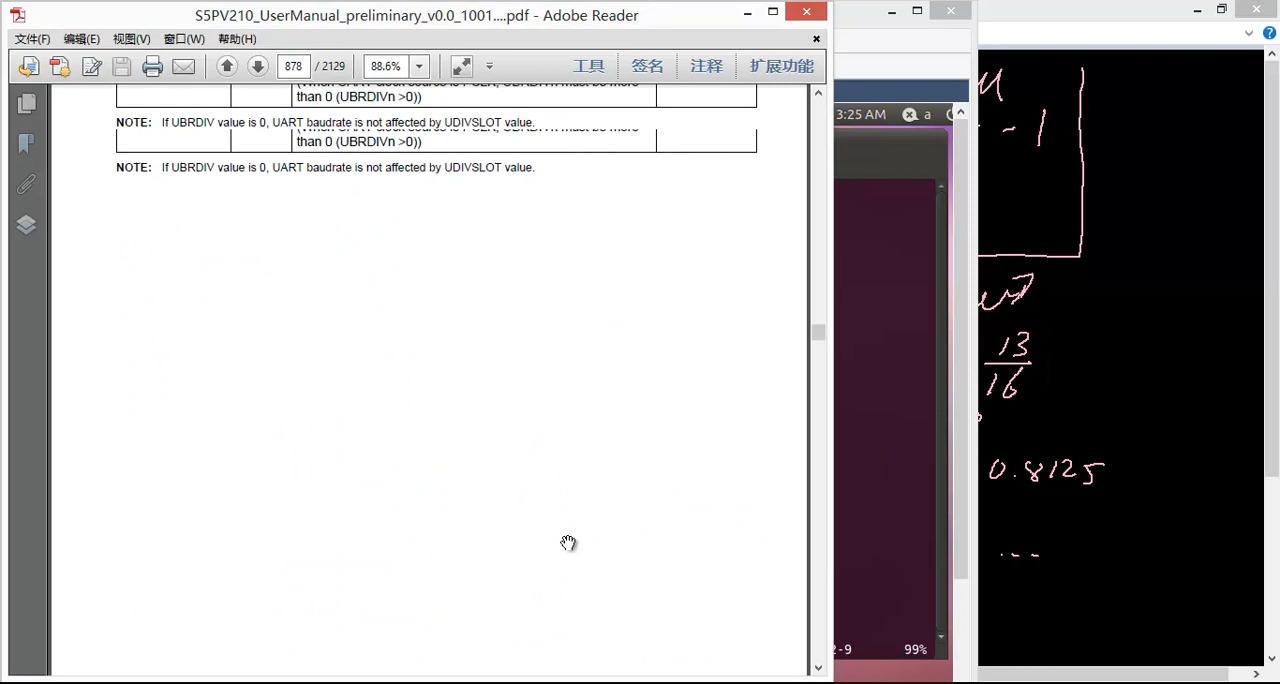 S5PV210_UserManual_preliminary_v0.0_1001....pdf - Adobe Reader
文件(F) 编辑(E) 视图(V) 窗口(W) 帮助(H)
878 / 2129 88.6% 工具 签名 注释 扩展功能
than 0 (UBRDIVn >0))
NOTE: If UBRDIV value is 0, UART baudrate is not affected by UDIVSLOT value.
than 0 (UBRDIVn >0))
NOTE: If UBRDIV value is 0, UART baudrate is not affected by UDIVSLOT value.
3:25 AM a
2-9 99%
- 1
13
16
0.8125
...